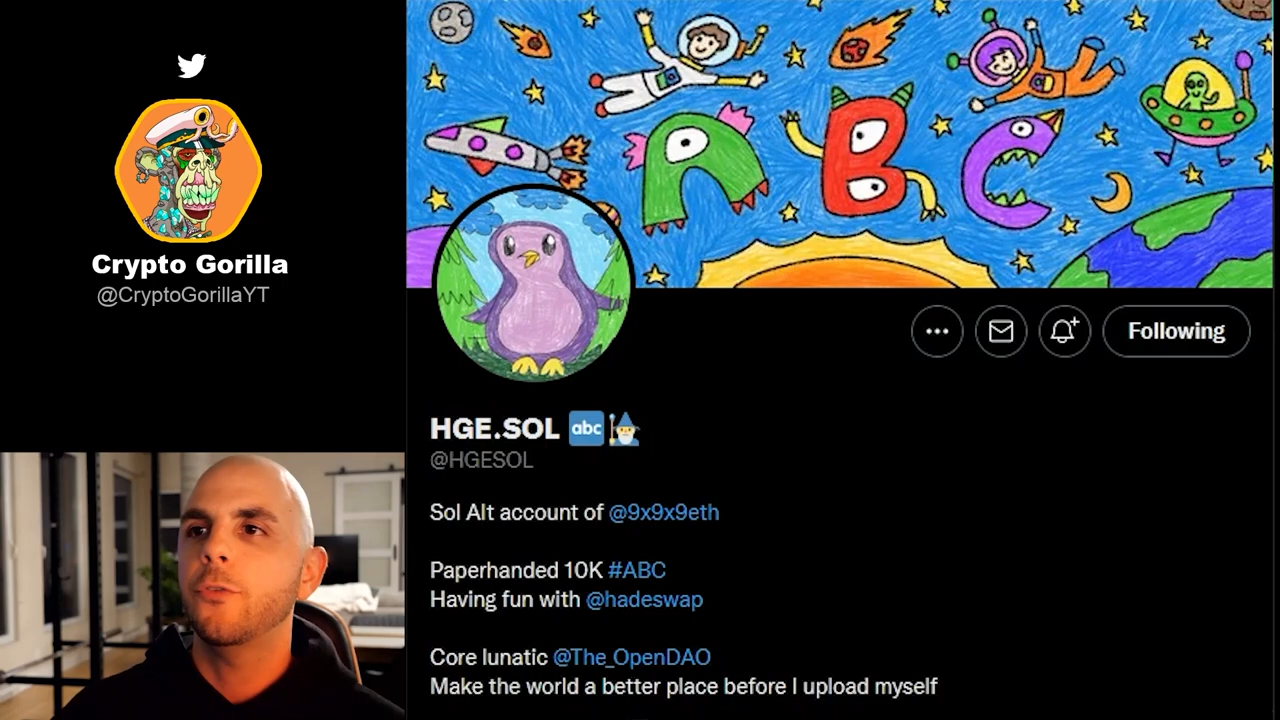 Crypto Gorilla
@CryptoGorillaYT
ABC
Following
HGE.SOL abc
@HGESOL
Sol Alt account of @9x9x9eth
Paperhanded 10K #ABC
Having fun with @hadeswap
Core lunatic @The_OpenDAO
Make the world a better place before I upload myself